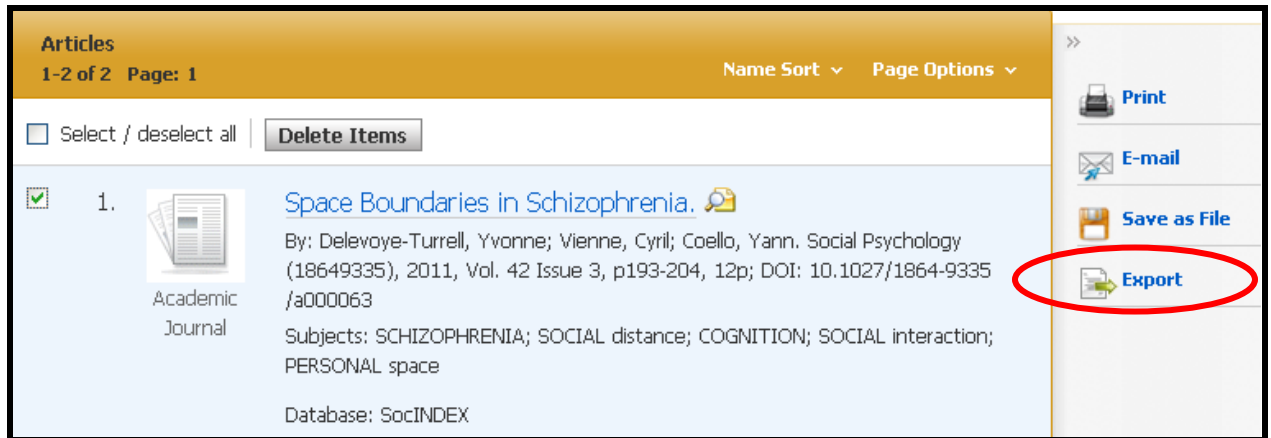 Articles
1-2 of 2 Page: 1
Name Sort Page Options
Select / deselect all Delete Items
1.
Academic
Journal
Space Boundaries in Schizophrenia.
By: Delevoye-Turrell, Yvonne; Vienne, Cyril; Coello, Yann. Social Psychology
(18649335), 2011, Vol. 42 Issue 3, p193-204, 12p; DOI: 10.1027/1864-9335
/a000063
Subjects: SCHIZOPHRENIA; SOCIAL distance; COGNITION; SOCIAL interaction;
PERSONAL space
Database: SocINDEX
»
Print
E-mail
Save as File
Export